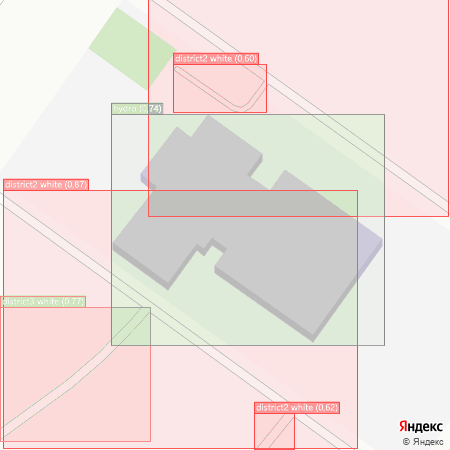 district2 white (0,60)
hydro (0,74)
district2 white (0,87)
district3 white (0,77)
district2 white (0,62)
Яндекс
© Яндекс